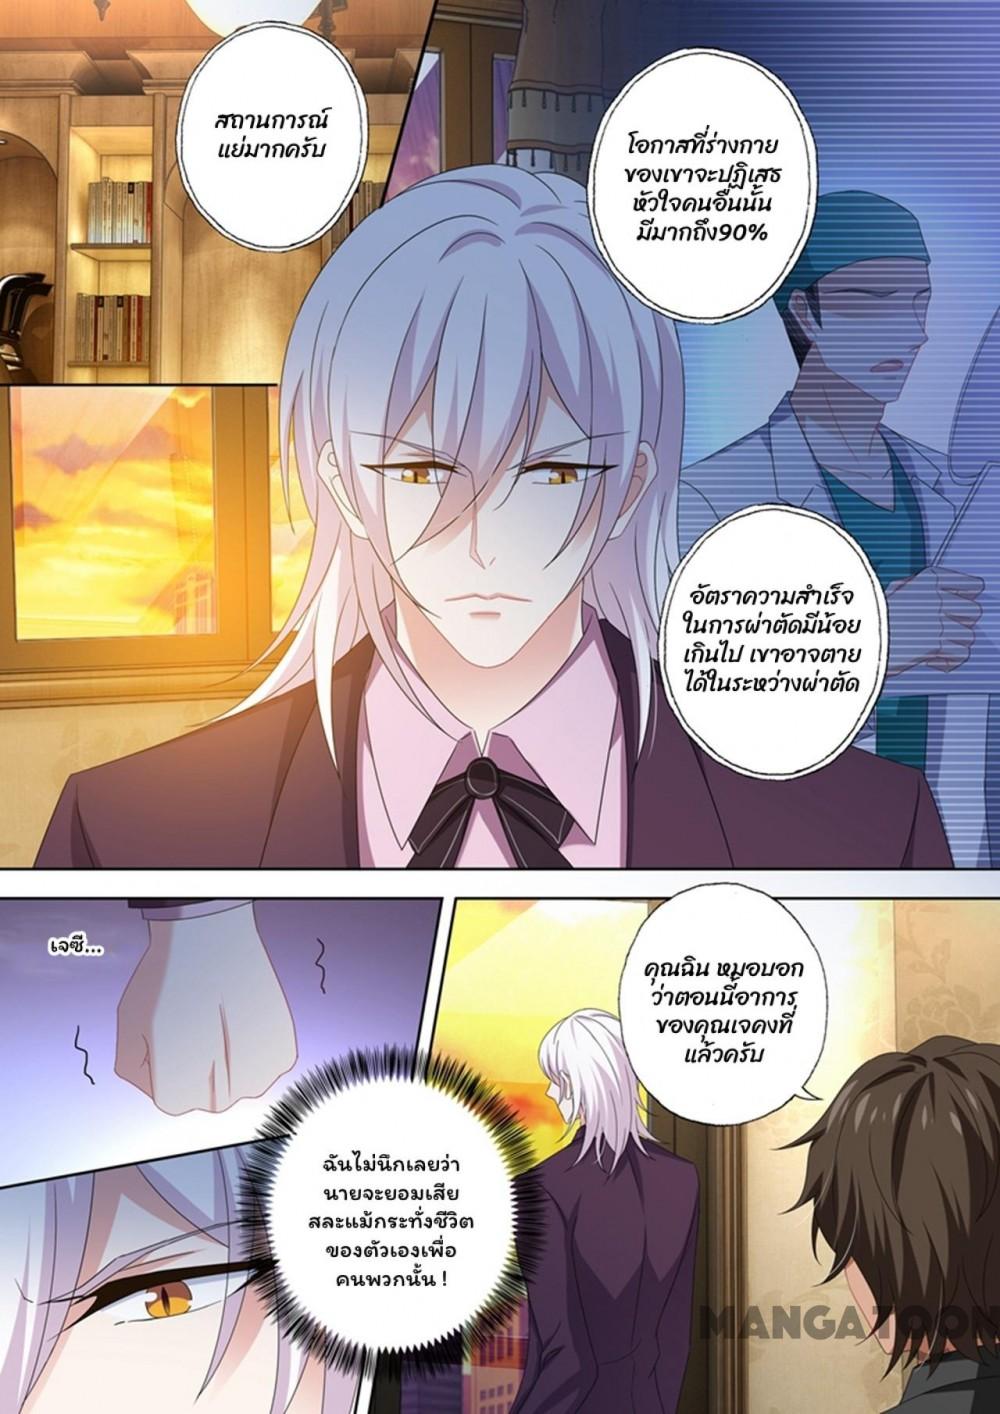 สถานการณ์
แย่มากครับ
โอกาสที่ร่างกาย
ของเขาจะปฏิเสธ
หัวใจคนอื่นนั้น
มีมากถึง90%
อัตราความสำเร็จ
ในการผ่าตัดมีน้อย
เกินไป เขาอาจตาย
ได้ในระหว่างผ่าตัด
เจซี...
คุณฉิน หมอบอก
ว่าตอนนี้อาการ
ของคุณเจคงที่
แล้วครับ
ฉันไม่นึกเลยว่า
นายจะยอมเสีย
สละแม้กระทั่งชีวิต
ของตัวเองเพื่อ
คนพวกนั้น !
MANGATOON